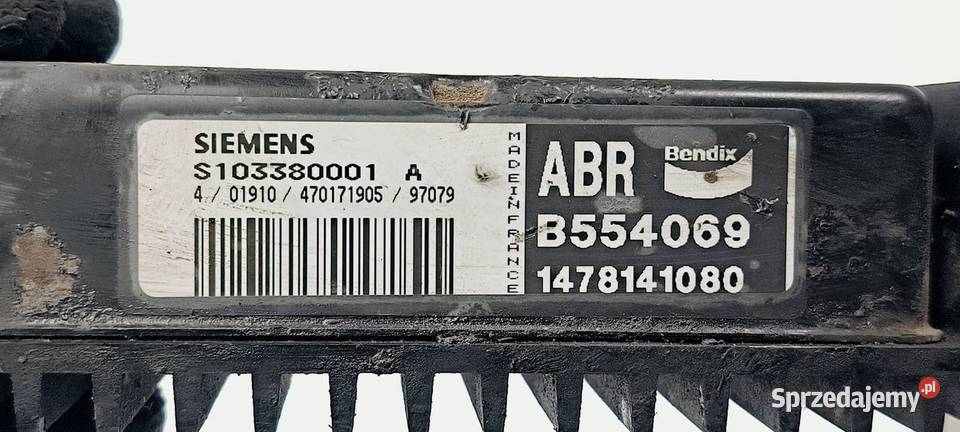 SIEMENS
S103380001 A
4 / 01910 / 470171905 / 97079
MADE IN FRANCE
ABR Bendix
B554069
1478141080
Sprzedajemy.pl